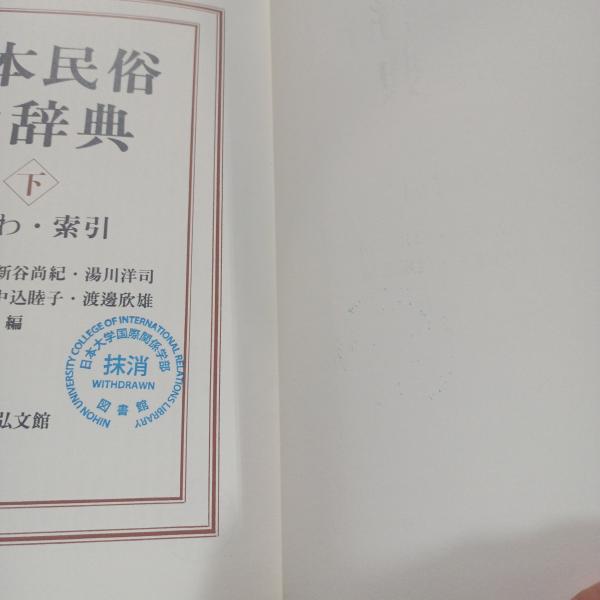 本民俗
辞典
下
わ・索引
新谷尚紀・湯川洋司
中込睦子・渡邊欣雄
編
弘文館
NIHON UNIVERSITY COLLEGE OF INTERNATIONAL RELATIONS LIBRARY
日本大学国際関係学部
抹消
WITHDRAWN
図書館